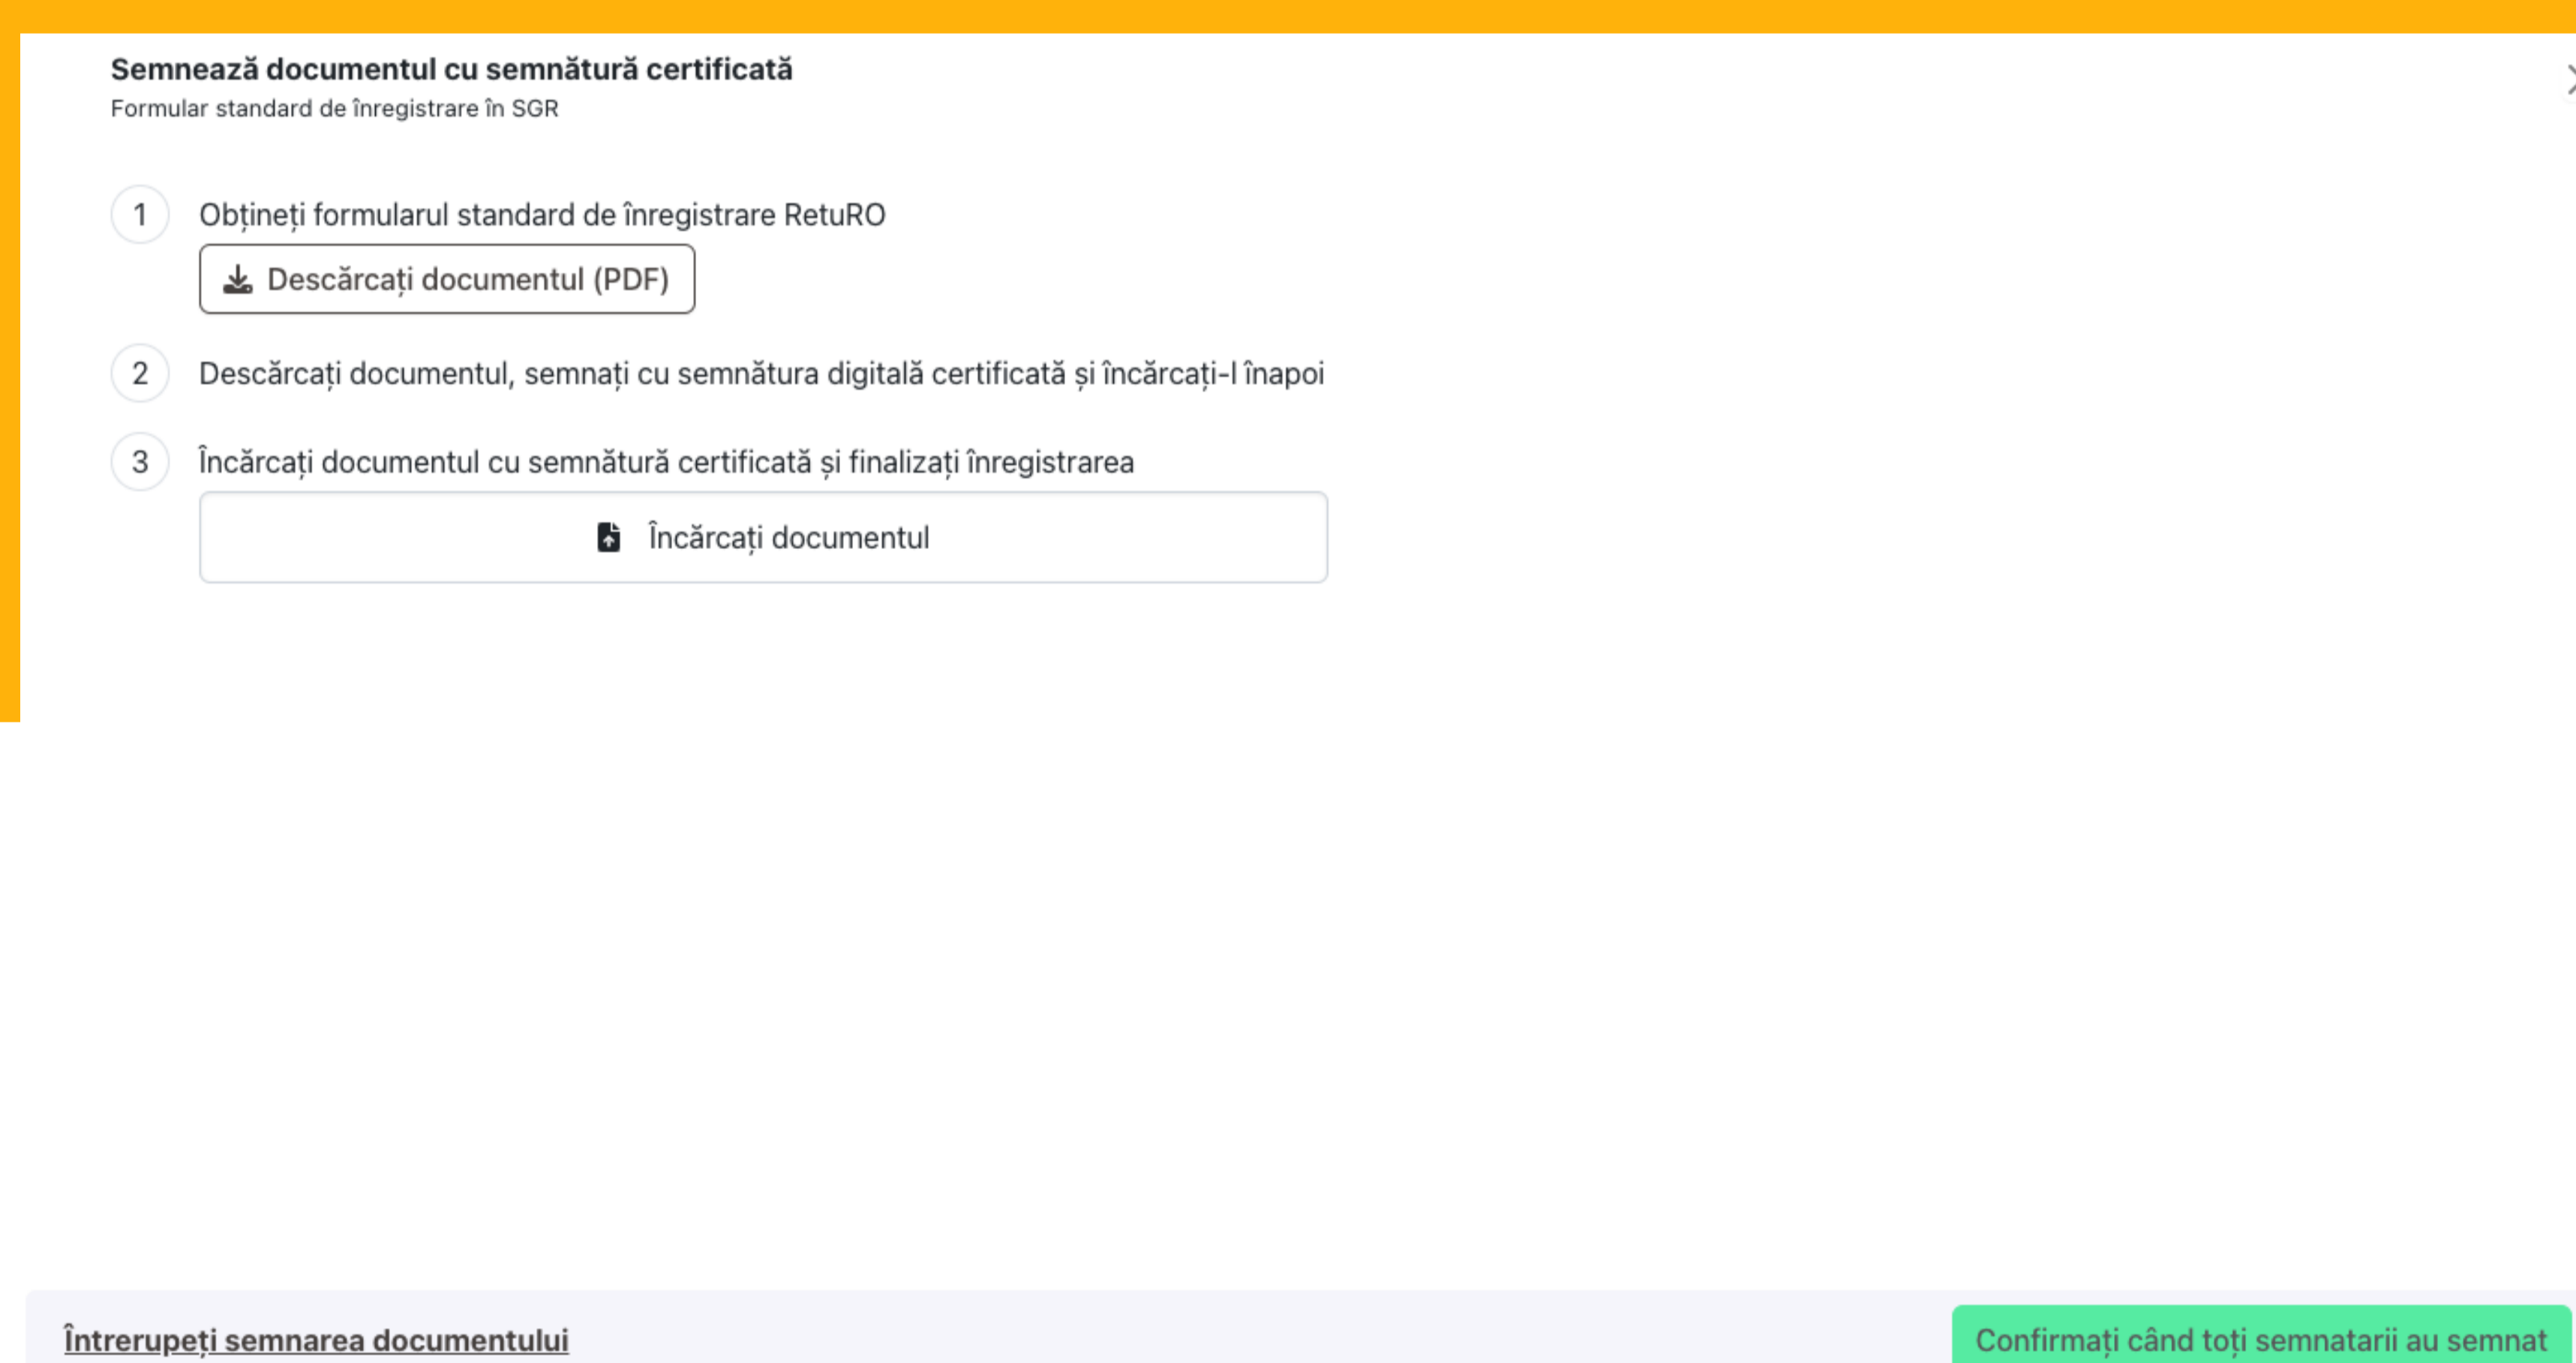 Semnează documentul cu semnătură certificată
Formular standard de înregistrare în SGR
1 Obțineți formularul standard de înregistrare RetuRO
Descărcați documentul (PDF)
2 Descărcați documentul, semnați cu semnătura digitală certificată și încărcați-l înapoi
3 Încărcați documentul cu semnătură certificată și finalizați înregistrarea
Încărcați documentul
Întrerupeți semnarea documentului
Confirmați când toți semnatarii au semnat